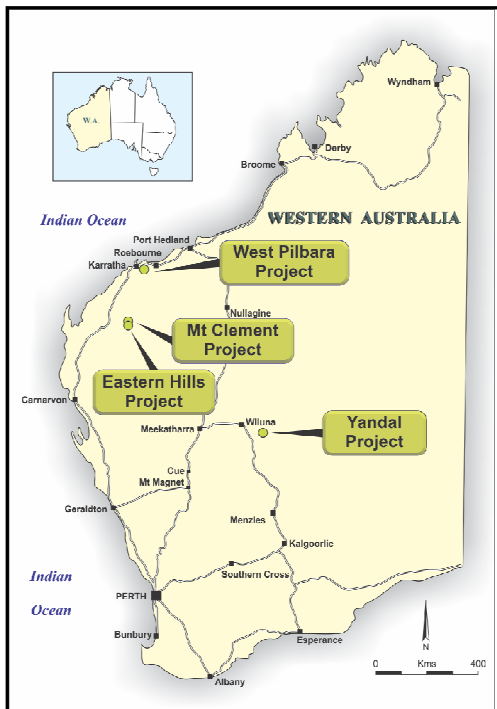 W.A.
Wyndham
Derby
Broome
Indian Ocean
WESTERN AUSTRALIA
Port Hedland
Roebourne
Karratha
West Pilbara
Project
Nullagine
Mt Clement
Project
Eastern Hills
Project
Carnarvon
Meekatharra
Wiluna
Yandal
Project
Cue
Mt Magnet
Geraldton
Menzies
Kalgoorlie
Southern Cross
Indian
Ocean
PERTH
Bunbury
Esperance
Albany
N
0 Kms 400